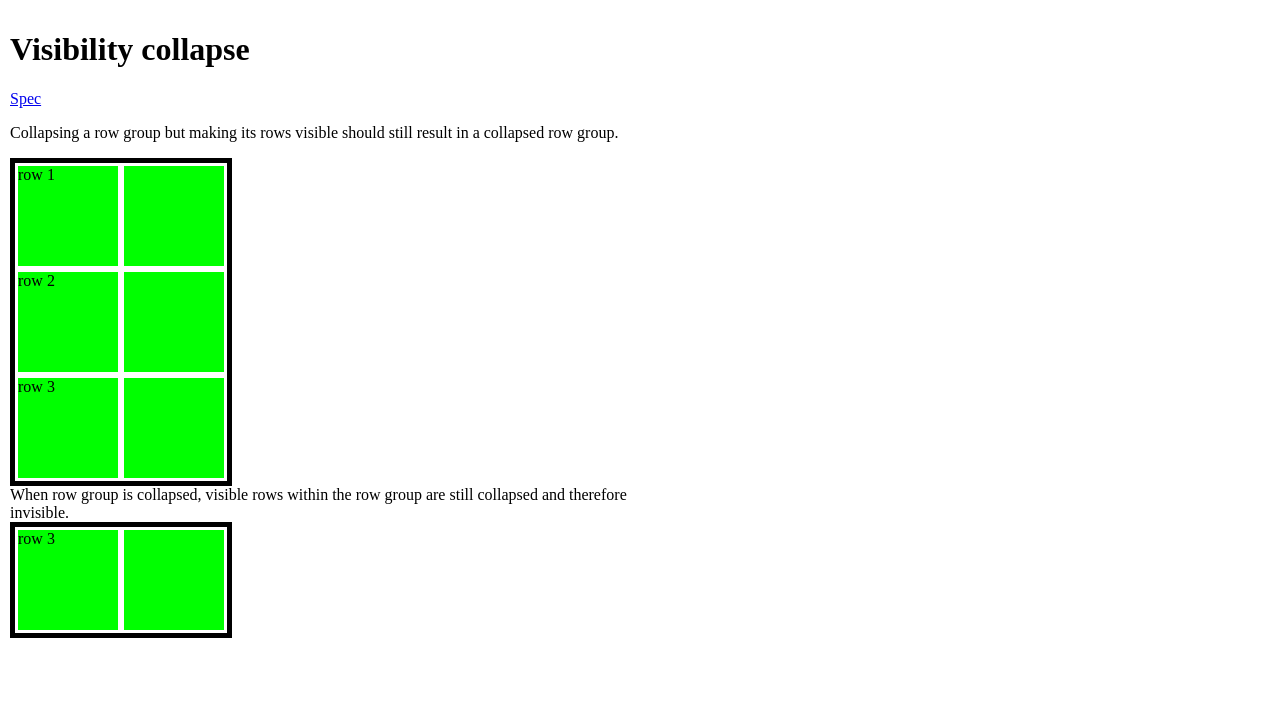 Visibility collapse
Spec
Collapsing a row group but making its rows visible should still result in a collapsed row group.
row 1
row 2
row 3
When row group is collapsed, visible rows within the row group are still collapsed and therefore
invisible.
row 3